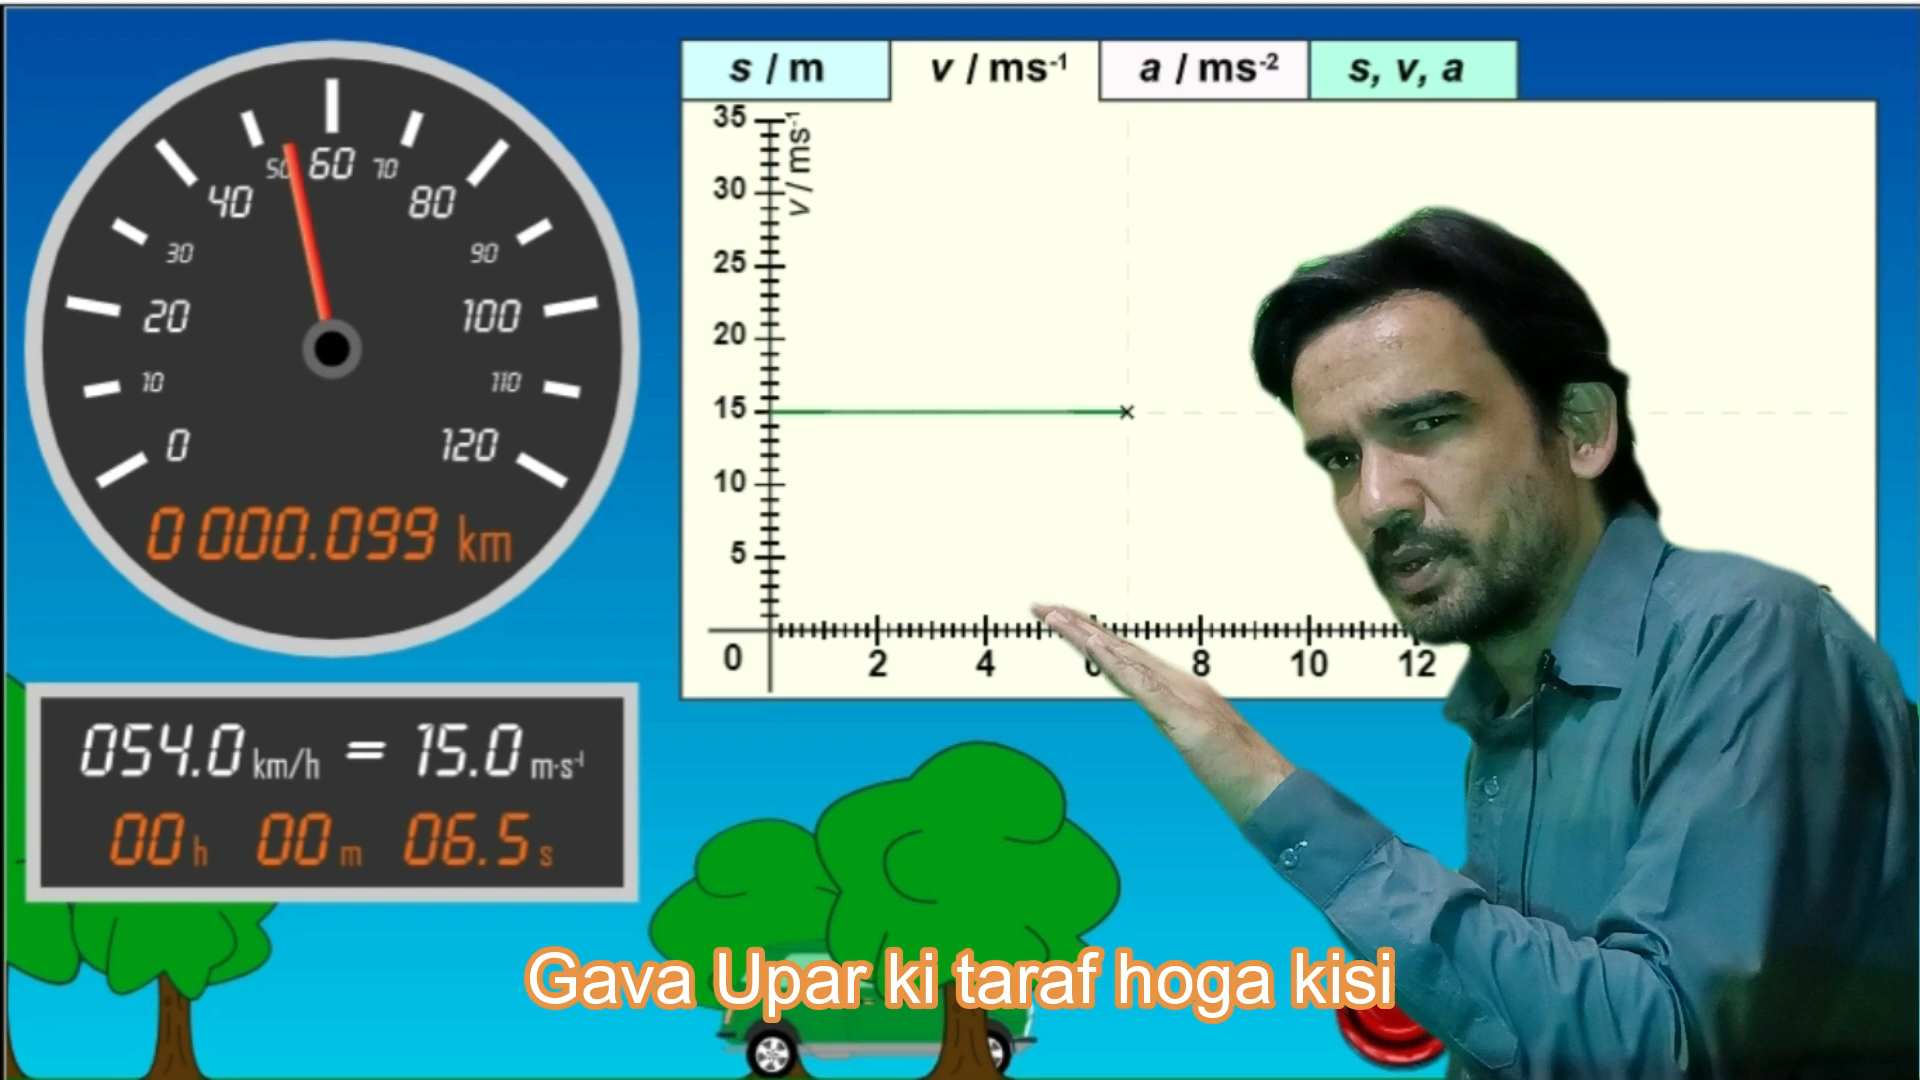 s / m
v / ms-1
a / ms-2
s, v, a
35
v / ms-1
30
25
20
15
10
5
0
2
4
8
10
12
0
10
20
30
40
50
60
70
80
90
100
110
120
0 000.099 km
054.0 km/h = 15.0 m·s-1
00 h 00 m 06.5 s
Gava Upar ki taraf hoga kisi